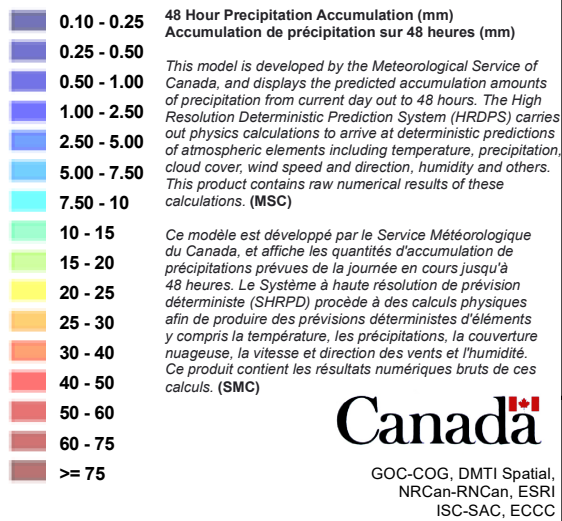 0.10 - 0.25
0.25 - 0.50
0.50 - 1.00
1.00 - 2.50
2.50 - 5.00
5.00 - 7.50
7.50 - 10
10 - 15
15 - 20
20 - 25
25 - 30
30 - 40
40 - 50
50 - 60
60 - 75
>= 75
48 Hour Precipitation Accumulation (mm)
Accumulation de précipitation sur 48 heures (mm)
This model is developed by the Meteorological Service of
Canada, and displays the predicted accumulation amounts
of precipitation from current day out to 48 hours. The High
Resolution Deterministic Prediction System (HRDPS) carries
out physics calculations to arrive at deterministic predictions
of atmospheric elements including temperature, precipitation,
cloud cover, wind speed and direction, humidity and others.
This product contains raw numerical results of these
calculations. (MSC)
Ce modèle est développé par le Service Météorologique
du Canada, et affiche les quantités d'accumulation de
précipitations prévues de la journée en cours jusqu'à
48 heures. Le Système à haute résolution de prévision
déterministe (SHRPD) procède à des calculs physiques
afin de produire des prévisions déterministes d'éléments
y compris la température, les précipitations, la couverture
nuageuse, la vitesse et direction des vents et l'humidité.
Ce produit contient les résultats numériques bruts de ces
calculs. (SMC)
Canada
GOC-COG, DMTI Spatial,
NRCan-RNCan, ESRI
ISC-SAC, ECCC